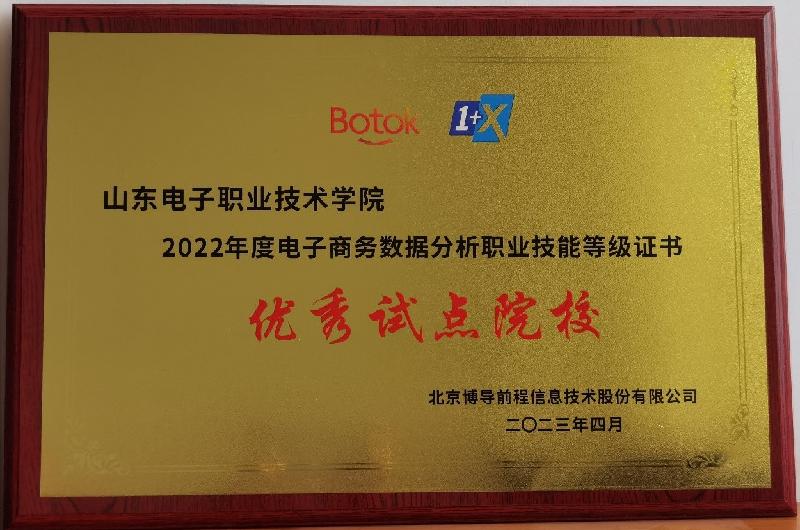 Botok 1+X
山东电子职业技术学院
2022年度电子商务数据分析职业技能等级证书
优秀试点院校
北京博导前程信息技术股份有限公司
二〇二三年四月